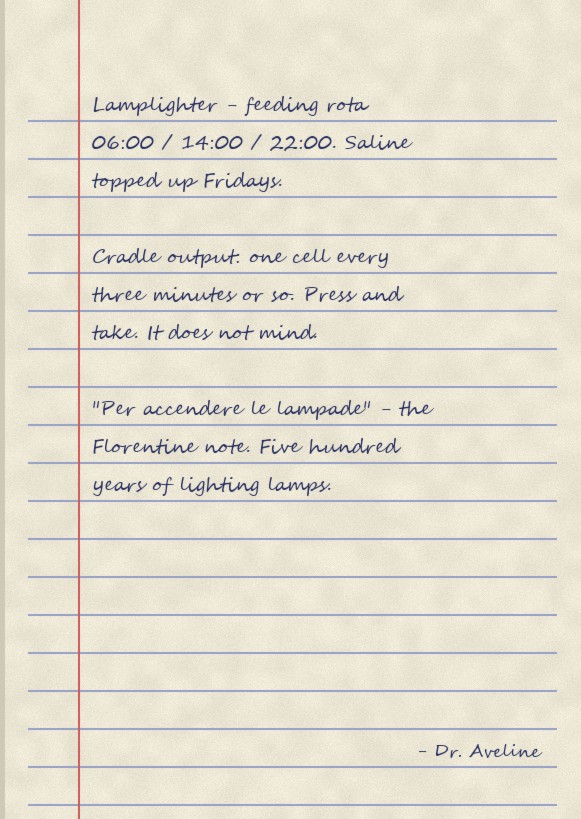 Lamplighter - feeding rota
06:00 / 14:00 / 22:00. Saline
topped up Fridays.
Cradle output: one cell every
three minutes or so. Press and
take. It does not mind.
"Per accendere le lampade" - the
Florentine note. Five hundred
years of lighting lamps.
- Dr. Aveline